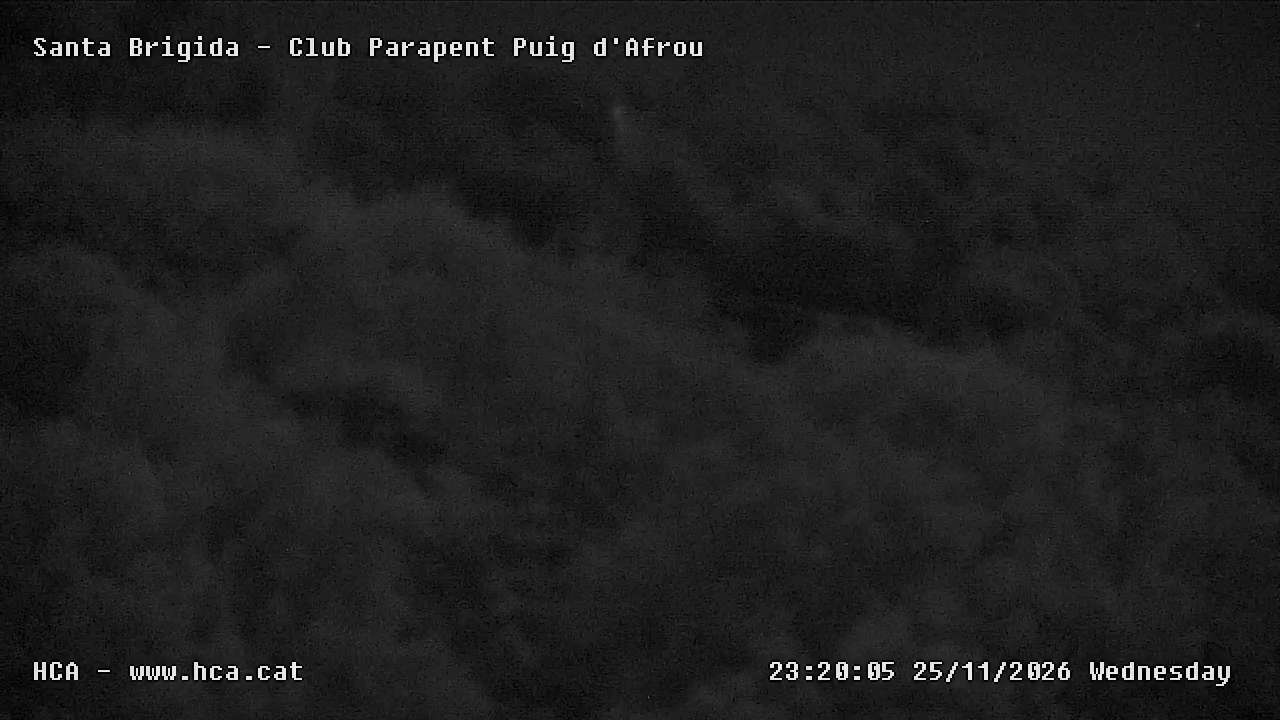 Santa Brigida - Club Parapent Puig d'Afrou
HCA - www.hca.cat
23:20:05 25/11/2026 Wednesday